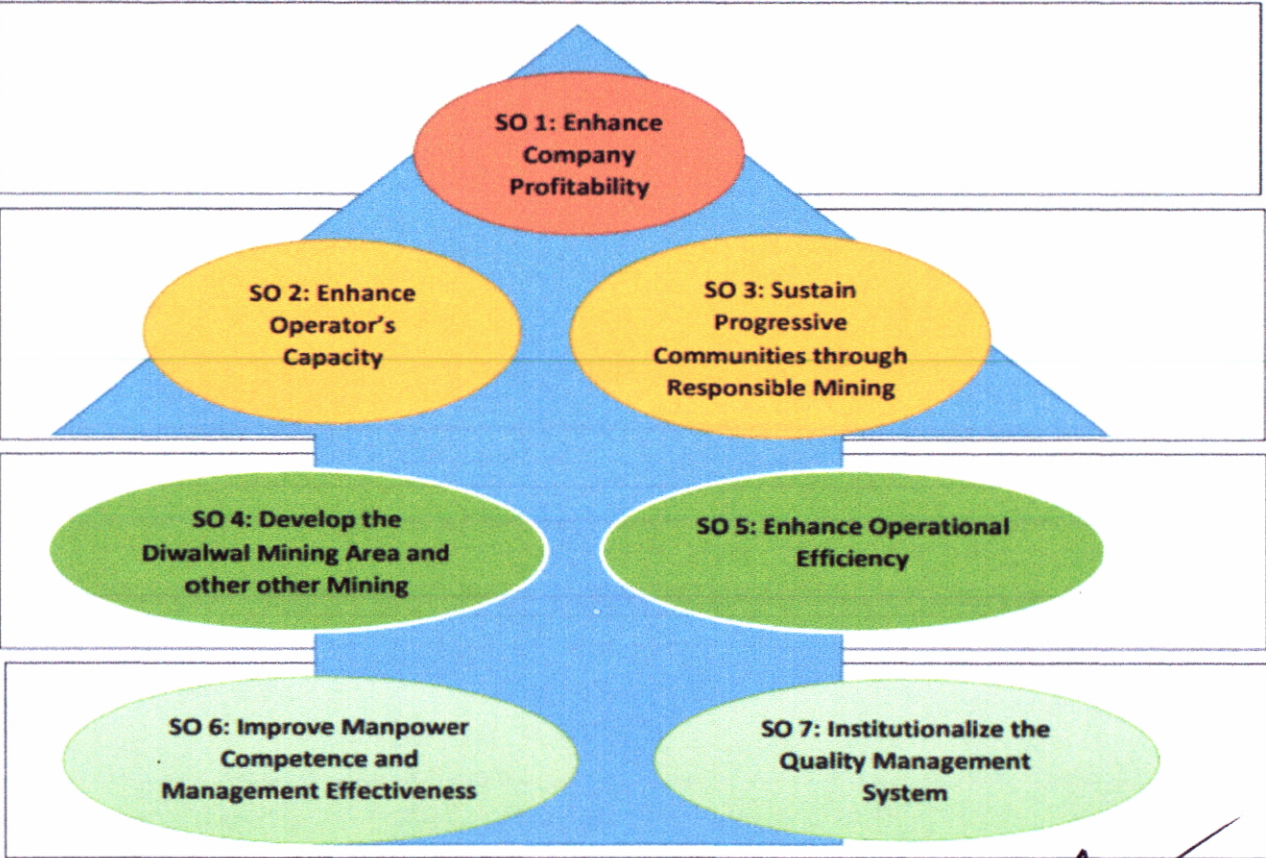 SO 1: Enhance
Company
Profitability
SO 2: Enhance
Operator's
Capacity
SO 3: Sustain
Progressive
Communities through
Responsible Mining
SO 4: Develop the
Diwalwal Mining Area and
other other Mining
SO 5: Enhance Operational
Efficiency
SO 6: Improve Manpower
Competence and
Management Effectiveness
SO 7: Institutionalize the
Quality Management
System